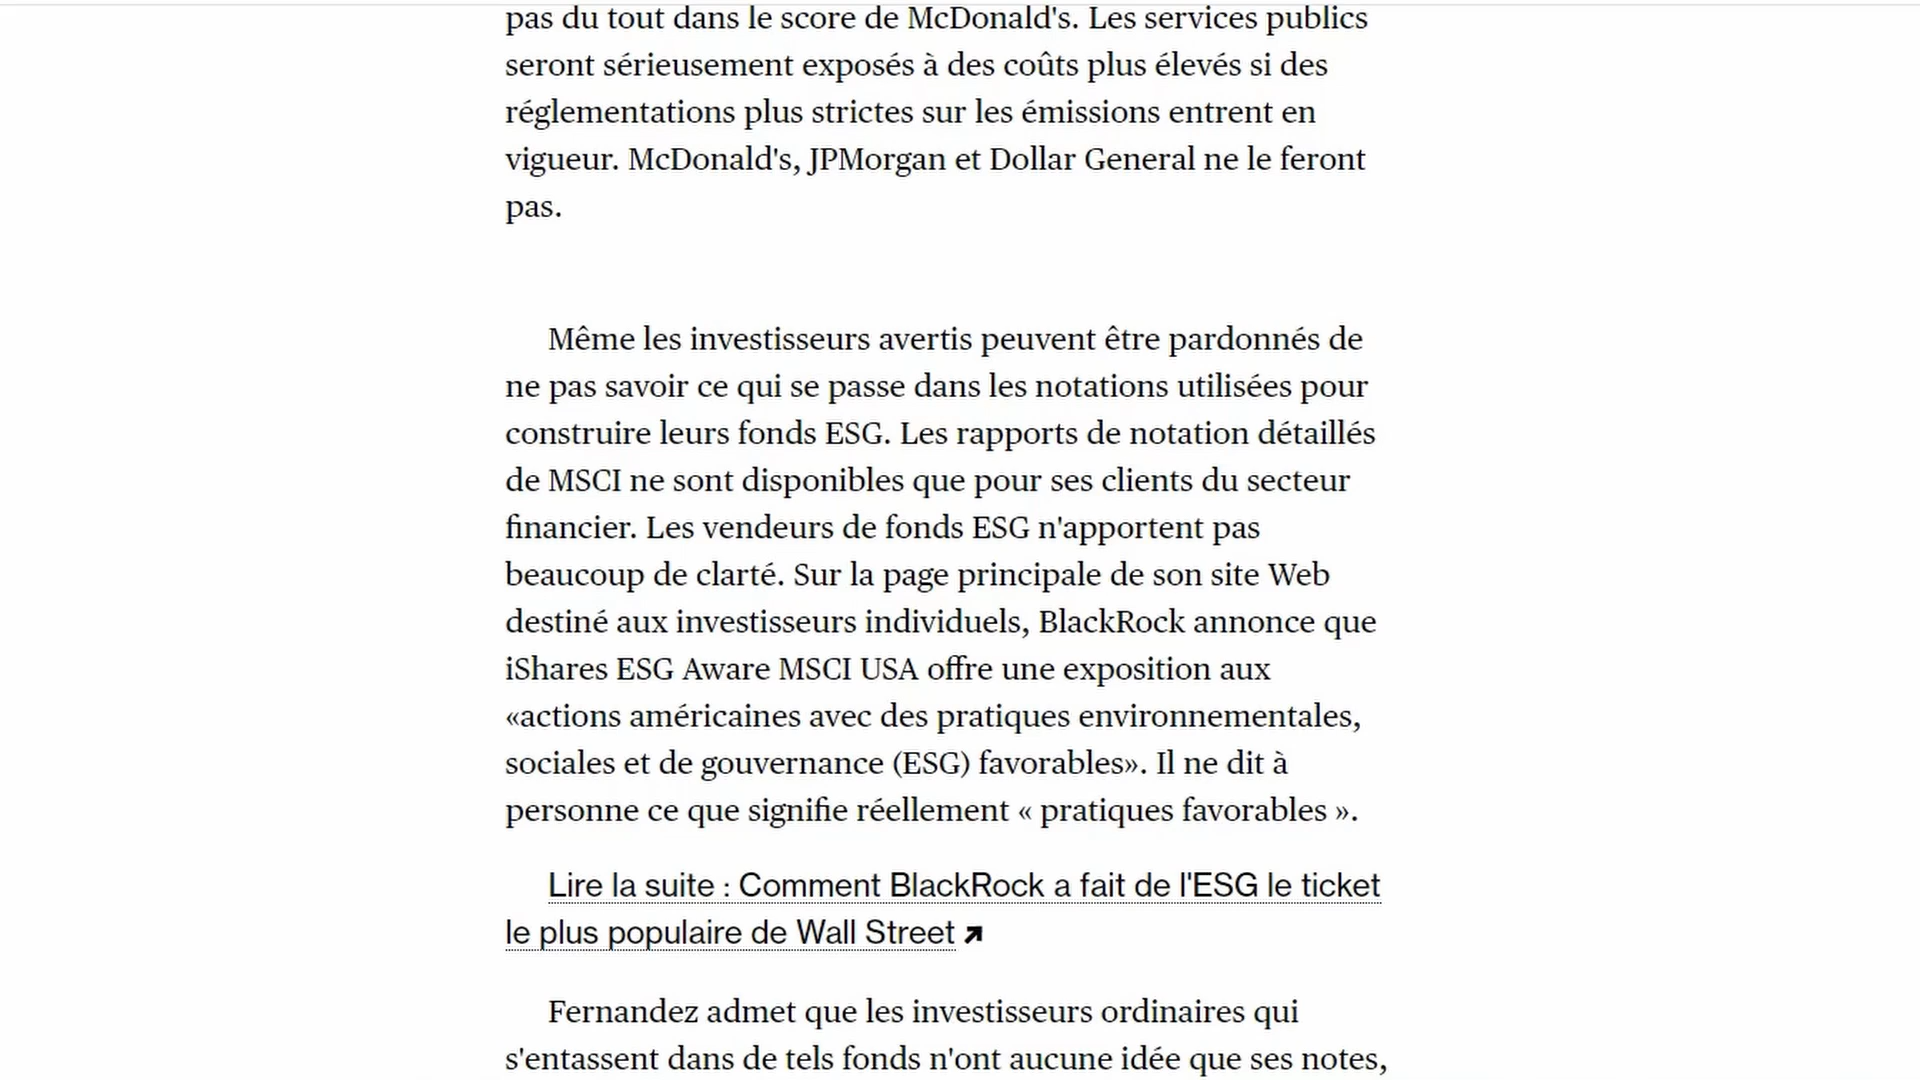 pas du tout dans le score de McDonald's. Les services publics
seront sérieusement exposés à des coûts plus élevés si des
réglementations plus strictes sur les émissions entrent en
vigueur. McDonald's, JPMorgan et Dollar General ne le feront
pas.
Même les investisseurs avertis peuvent être pardonnés de
ne pas savoir ce qui se passe dans les notations utilisées pour
construire leurs fonds ESG. Les rapports de notation détaillés
de MSCI ne sont disponibles que pour ses clients du secteur
financier. Les vendeurs de fonds ESG n'apportent pas
beaucoup de clarté. Sur la page principale de son site Web
destiné aux investisseurs individuels, BlackRock annonce que
iShares ESG Aware MSCI USA offre une exposition aux
«actions américaines avec des pratiques environnementales,
sociales et de gouvernance (ESG) favorables». Il ne dit à
personne ce que signifie réellement « pratiques favorables ».
Lire la suite : Comment BlackRock a fait de l'ESG le ticket
le plus populaire de Wall Street
Fernandez admet que les investisseurs ordinaires qui
s'entassent dans de tels fonds n'ont aucune idée que ses notes,